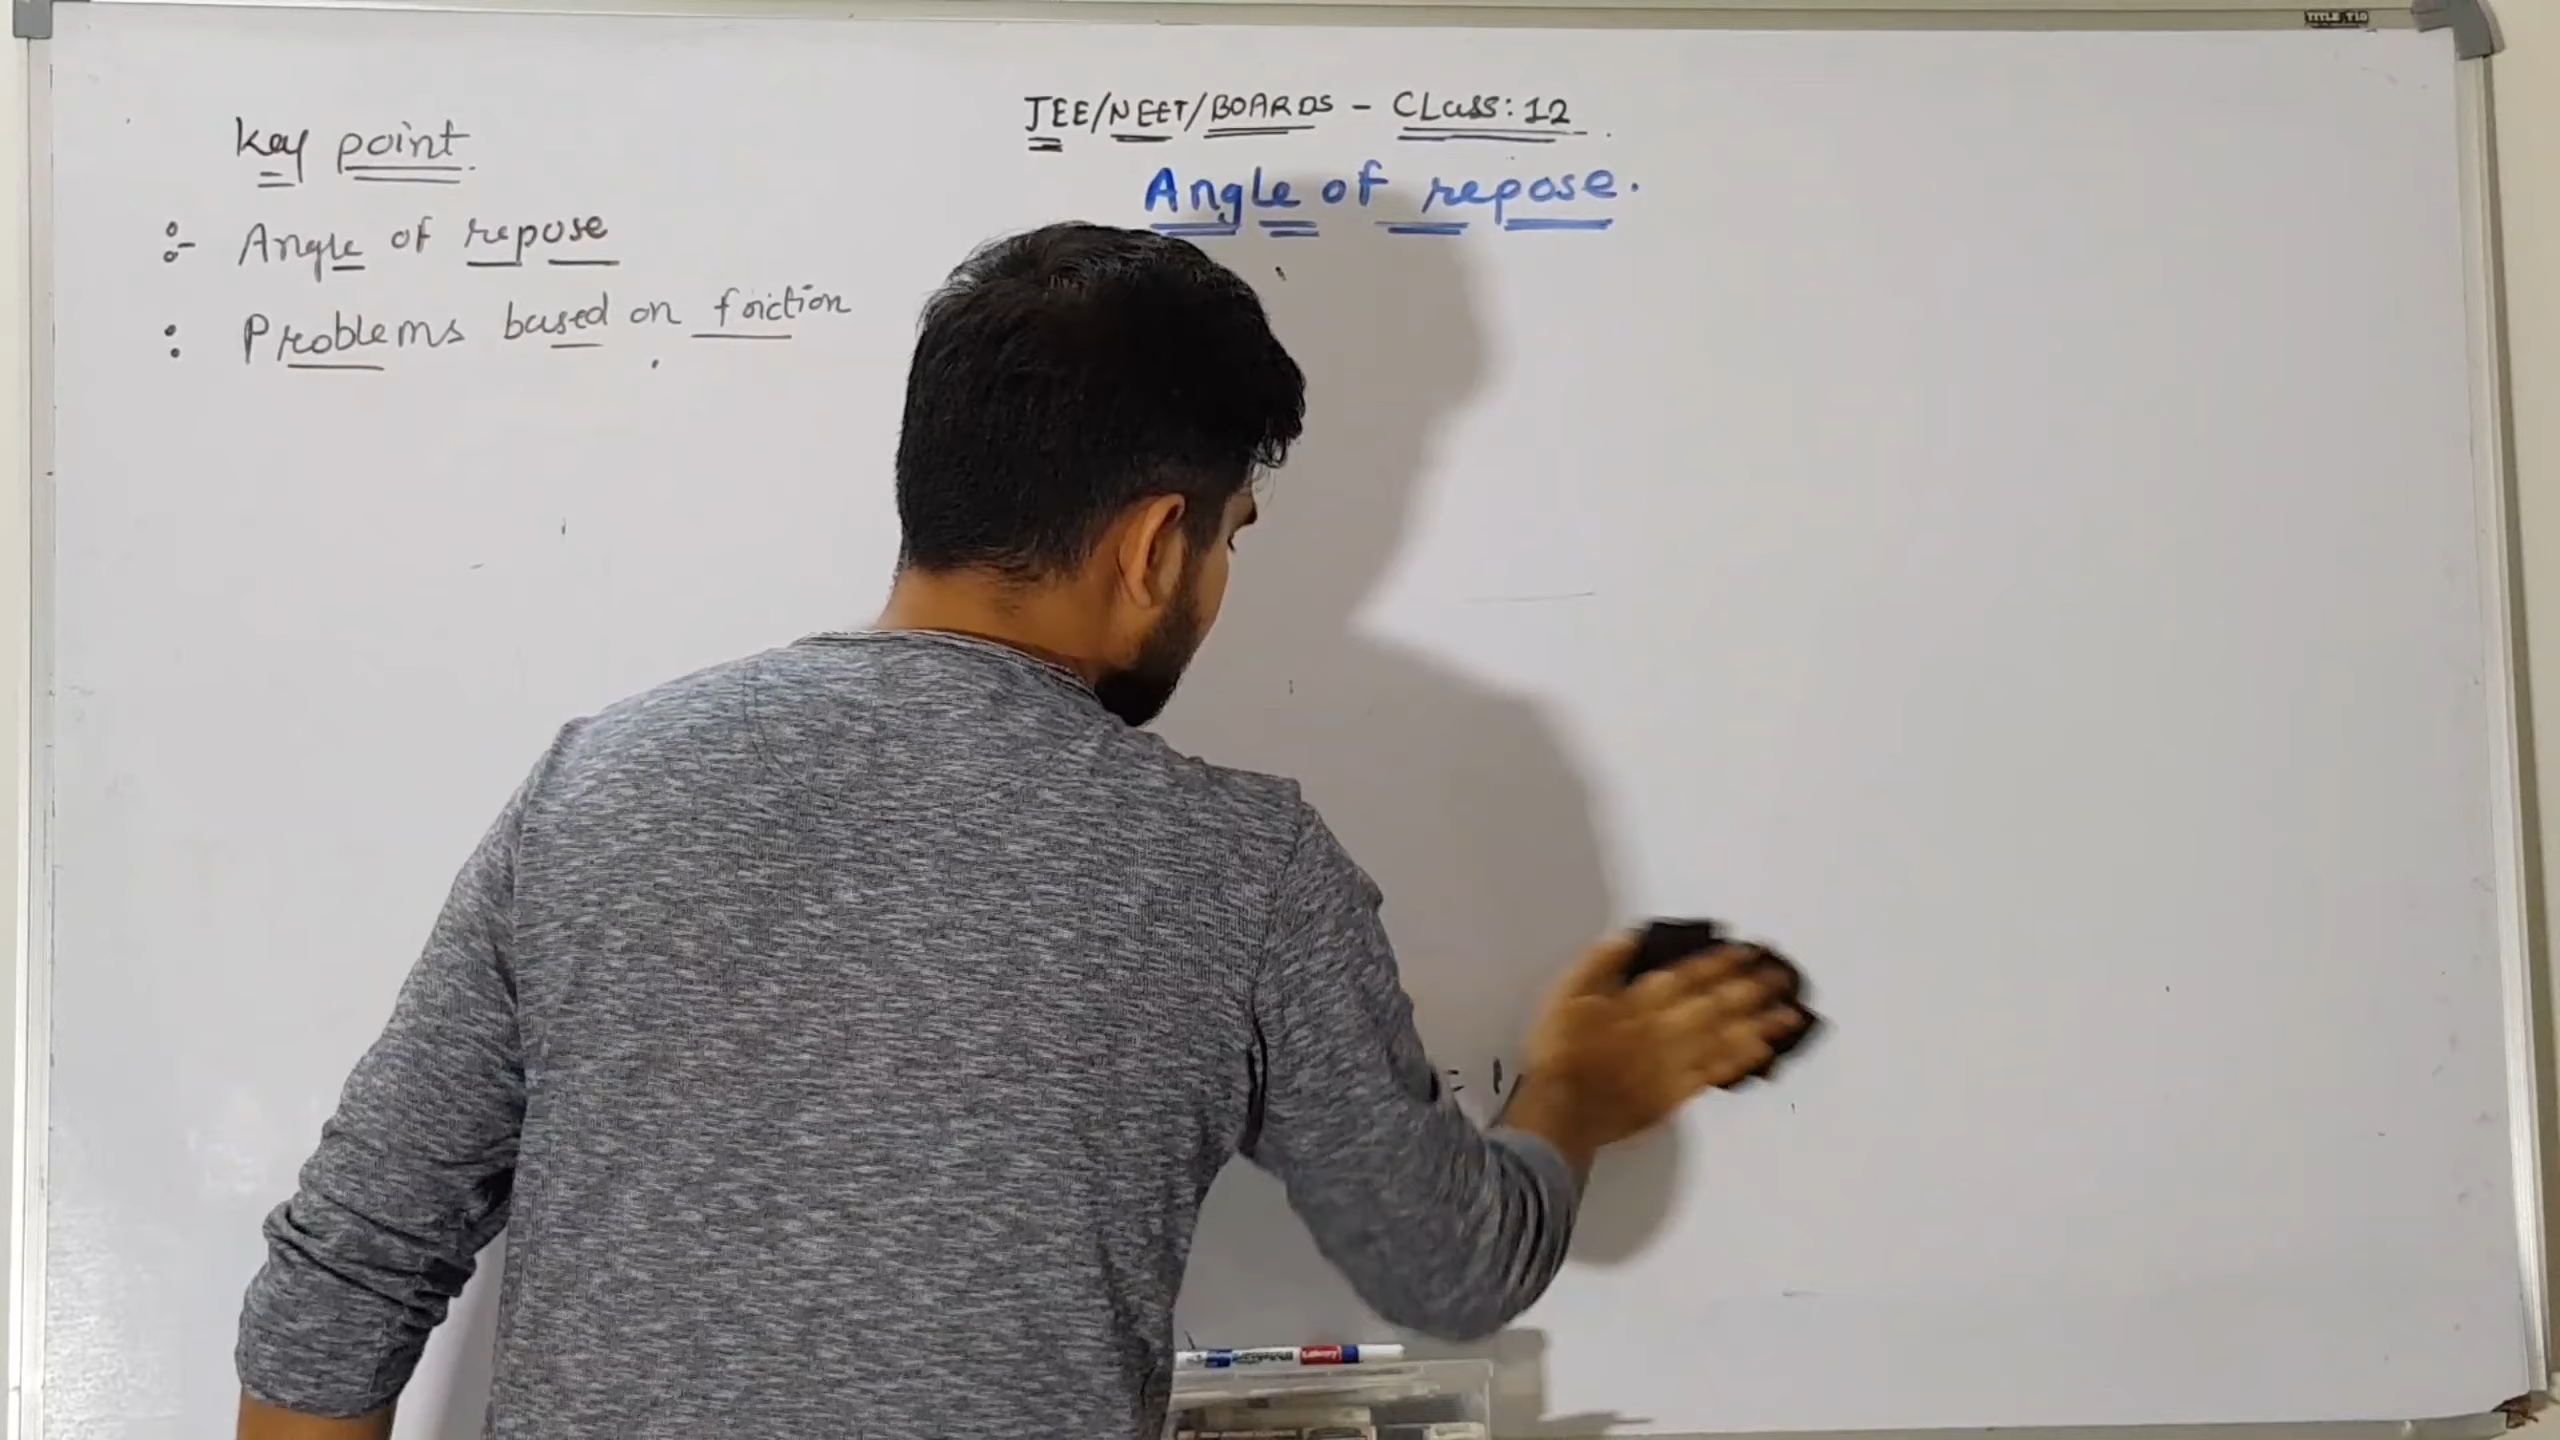 JEE/NEET/BOARDS - CLass:12
Angle of repose.
key point
Angle of repose
Problems based on friction
=